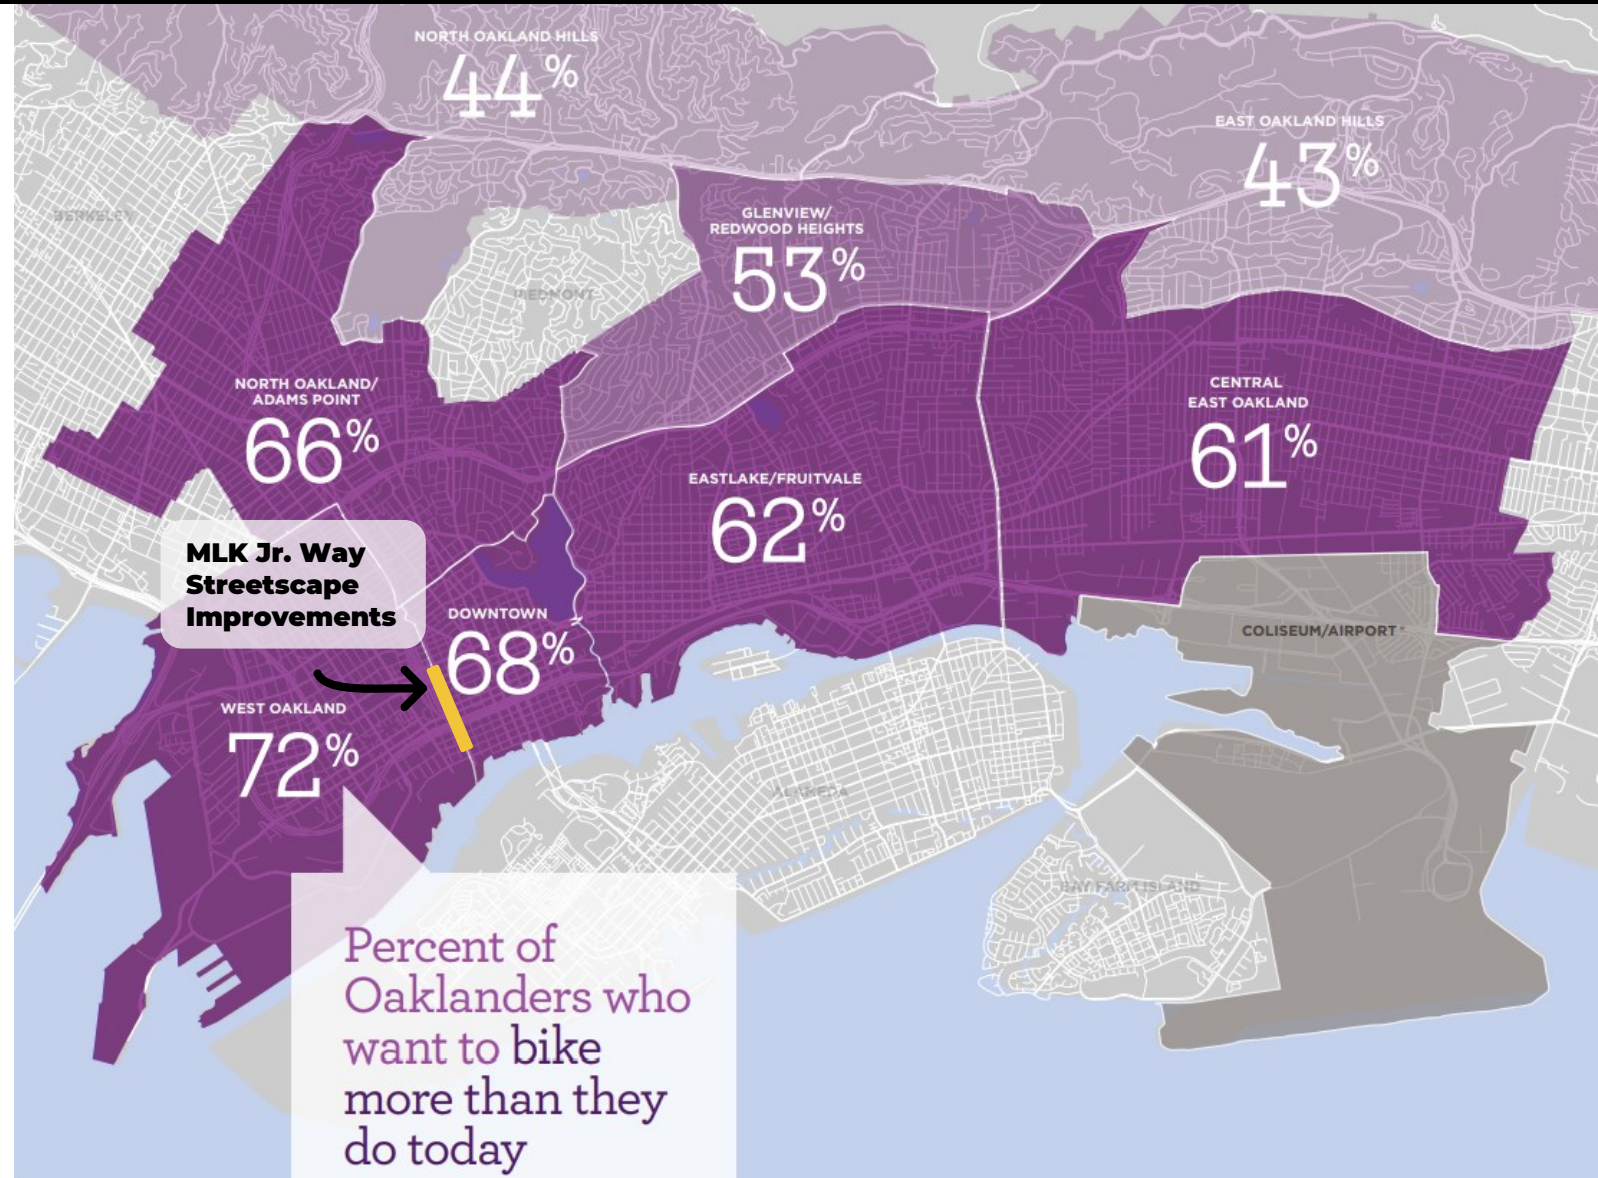 NORTH OAKLAND HILLS
44%
EAST OAKLAND HILLS
43%
BERKELEY
GLENVIEW/
REDWOOD HEIGHTS
53%
PIEDMONT
NORTH OAKLAND/
ADAMS POINT
66%
CENTRAL
EAST OAKLAND
61%
EASTLAKE/FRUITVALE
62%
MLK Jr. Way
Streetscape
Improvements
DOWNTOWN
68%
COLISEUM/AIRPORT*
WEST OAKLAND
72%
ALAMEDA
BAY FARM ISLAND
Percent of
Oaklanders who
want to bike
more than they
do today